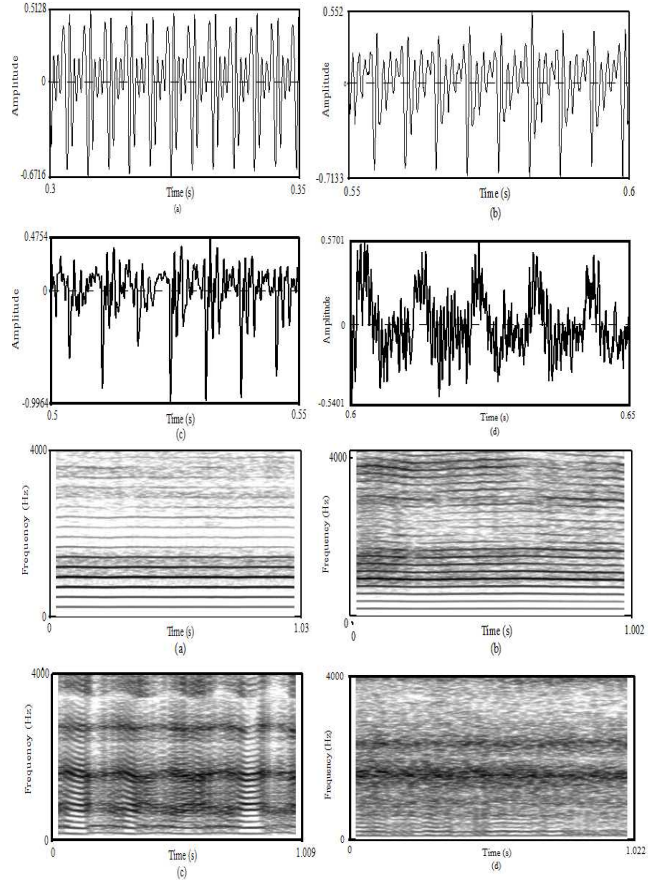 0.5128
Amplitude
0
-0.6716
0.3
Time (s)
0.35
(a)
0.552
Amplitude
0
-0.7133
0.55
Time (s)
0.6
(b)
0.4754
Amplitude
0
-0.9964
0.5
Time (s)
0.55
(c)
0.5701
Amplitude
0
-0.5401
0.6
Time (s)
0.65
(d)
4000
Frequency (Hz)
0
0
Time (s)
1.03
(a)
4000
Frequency (Hz)
0
0
0
Time (s)
1.002
(b)
4000
Frequency (Hz)
0
0
Time (s)
1.009
(c)
4000
Frequency (Hz)
0
0
Time (s)
1.022
(d)